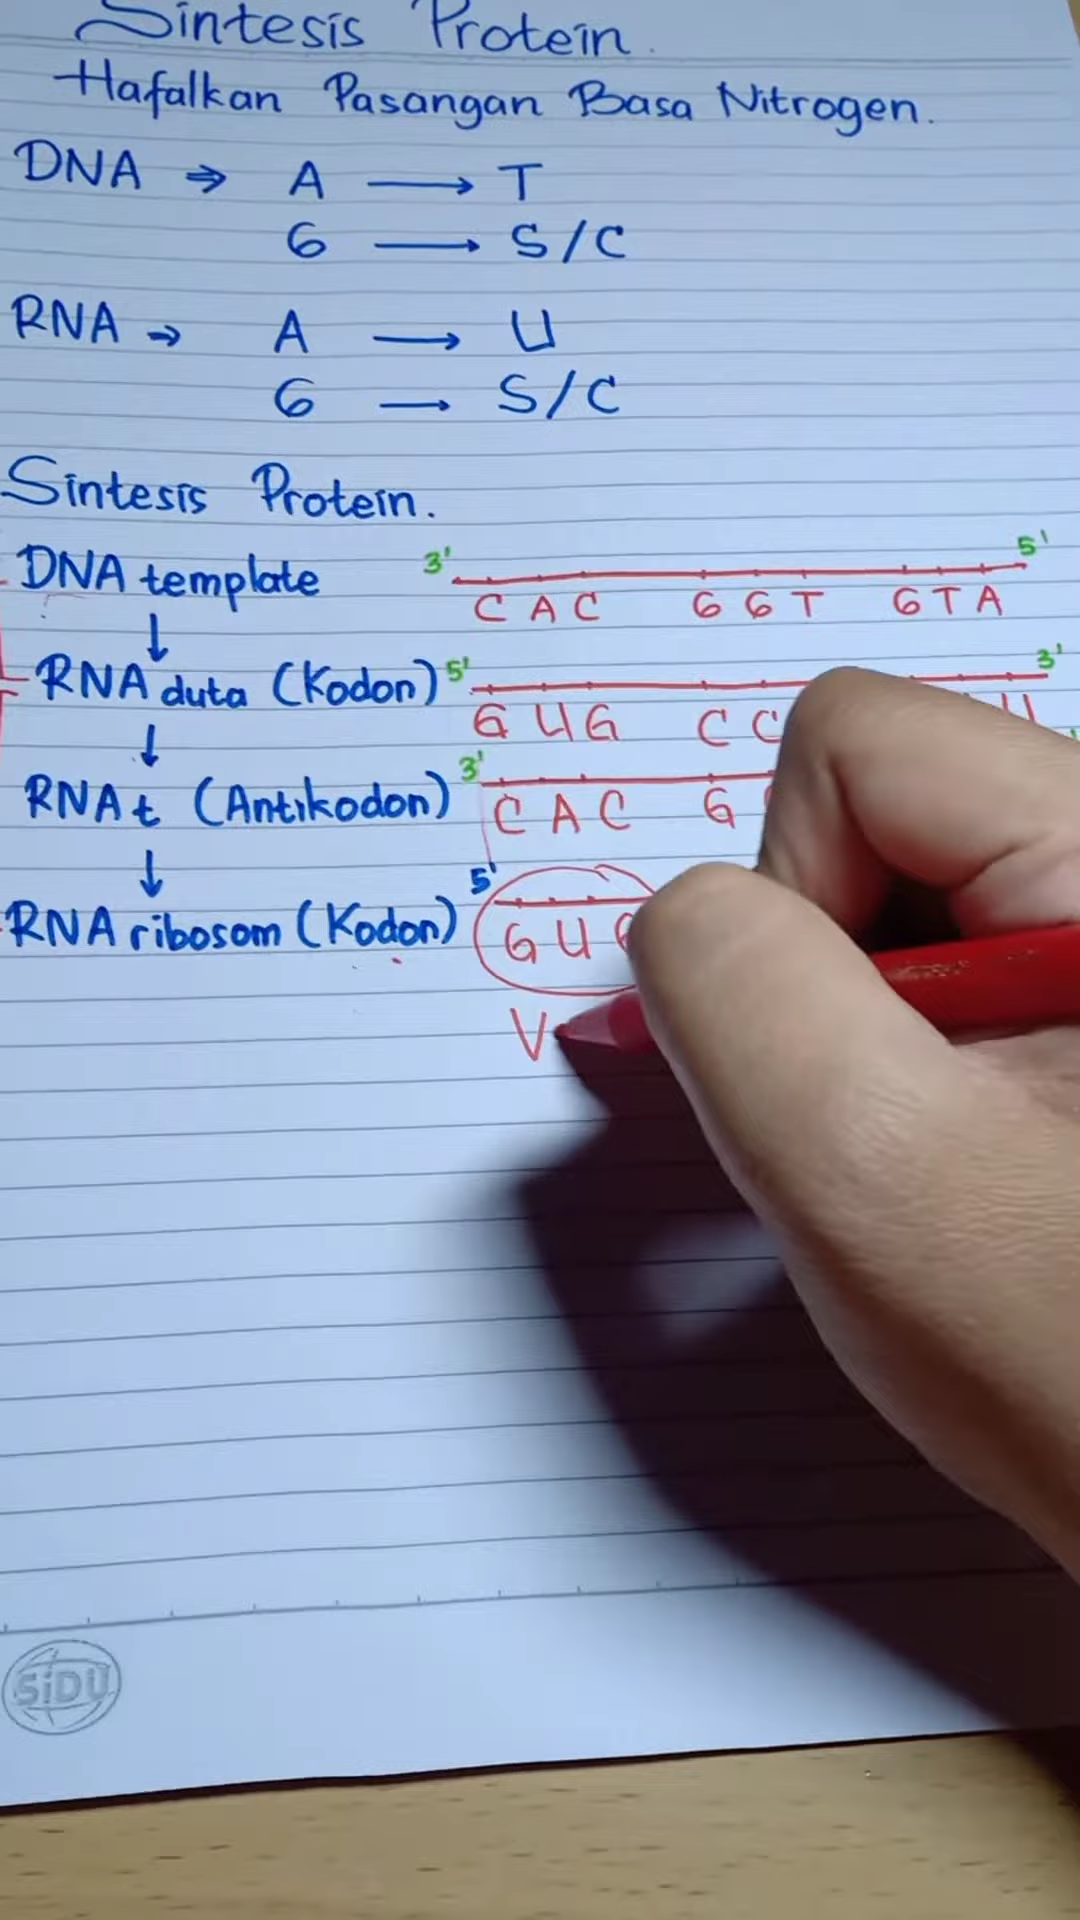 Sintesis Protein.
Hafalkan Pasangan Basa Nitrogen.
DNA ⇒ A → T
G → S/C
RNA ⇒ A → U
G → S/C
Sintesis Protein.
DNA template 3' 5'
C A C G G T G T A
↓
RNA duta (Kodon) 5' 3'
G U G C C U
↓
RNA t (Antikodon) 3'
C A C G
↓
RNA ribosom (Kodon) 5'
G U
V
SiDU